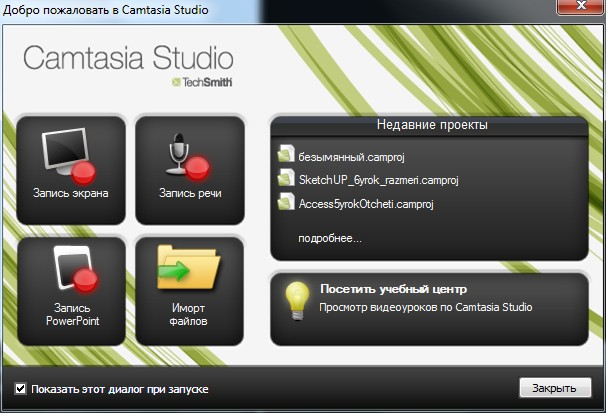 Добро пожаловать в Camtasia Studio
Camtasia Studio
TechSmith
Запись экрана
Запись речи
Запись
PowerPoint
Иморт
файлов
Недавние проекты
безымянный.camproj
SketchUP_6yrok_razmeri.camproj
Access5yrokOtcheti.camproj
подробнее...
Посетить учебный центр
Просмотр видеоуроков по Camtasia Studio
Показать этот диалог при запуске
Закрыть